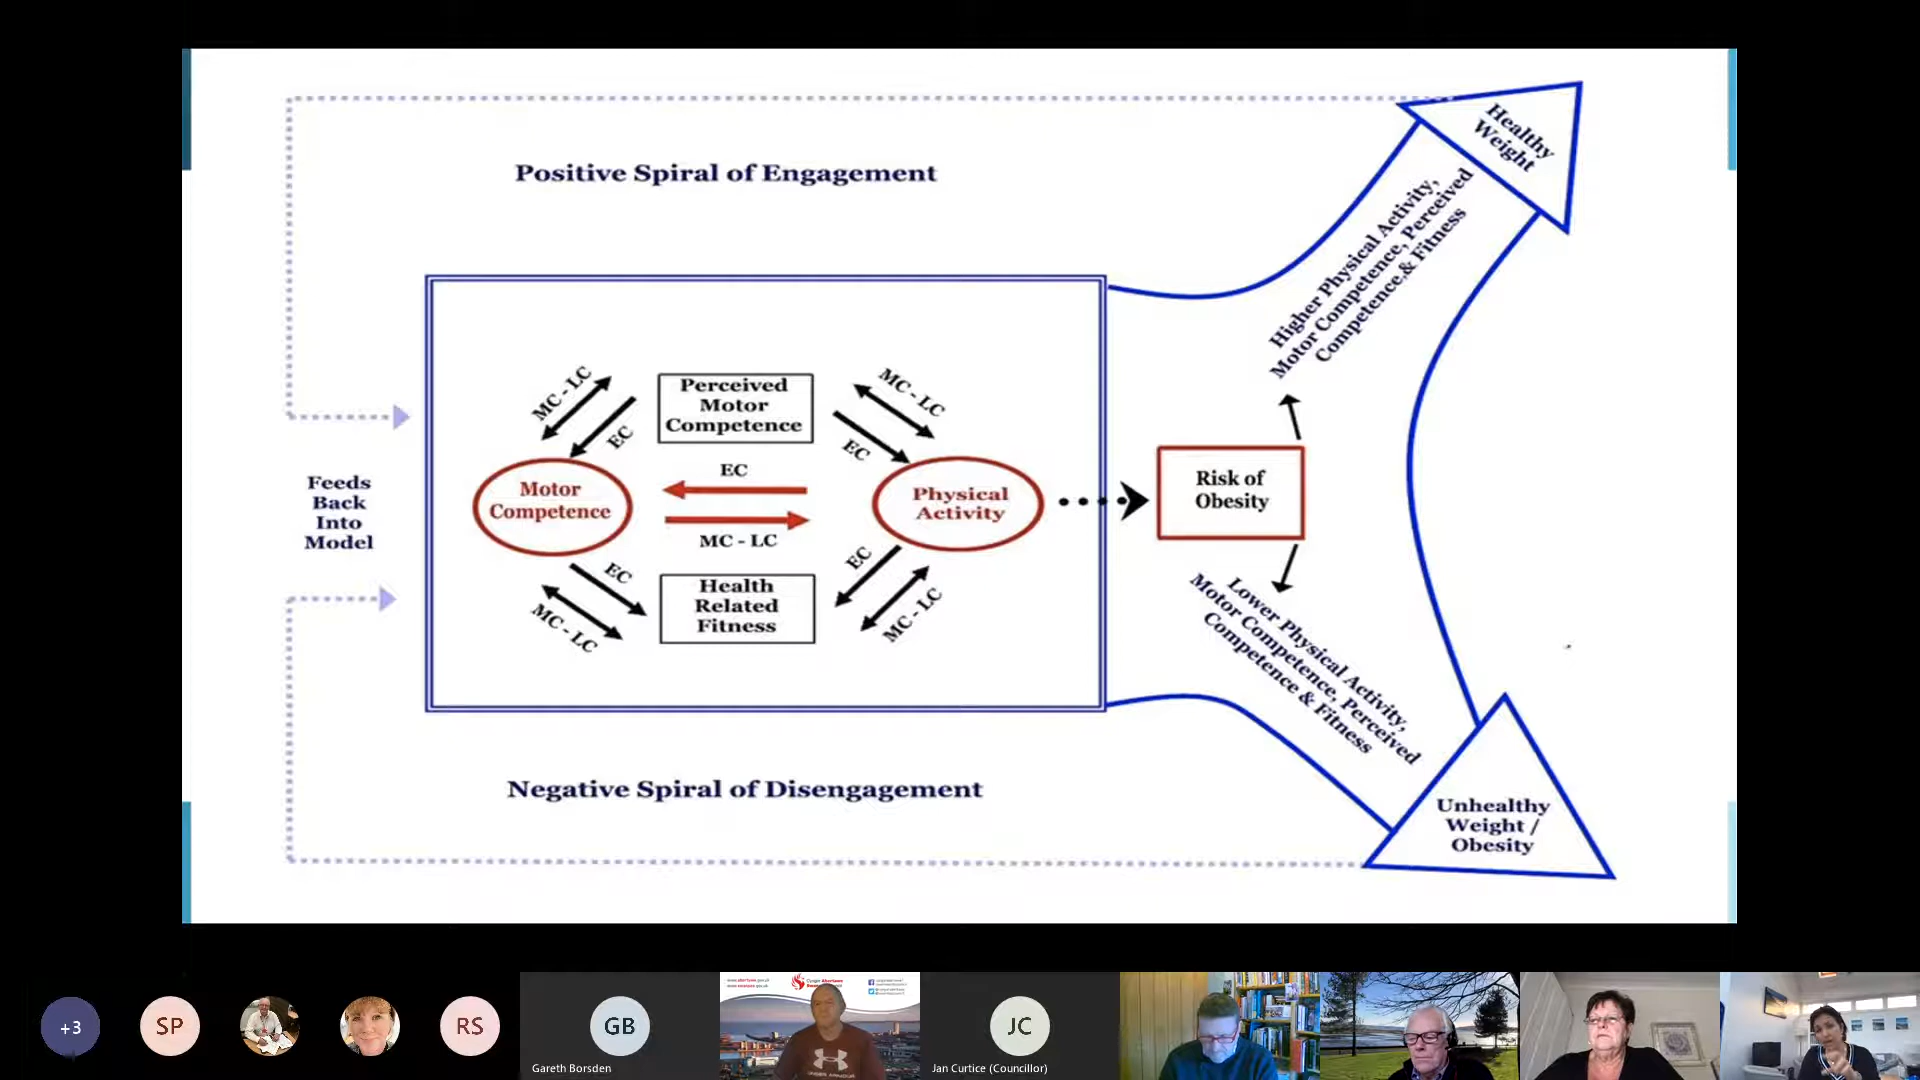 Positive Spiral of Engagement
Healthy
Weight
Higher Physical Activity,
Motor Competence, Perceived
Competence,& Fitness
MC - LC
EC
Perceived
Motor
Competence
MC - LC
EC
EC
Motor
Competence
Physical
Activity
MC - LC
Risk of
Obesity
Feeds
Back
Into
Model
EC
MC - LC
Health
Related
Fitness
EC
MC - LC
Lower Physical Activity,
Motor Competence, Perceived
Competence & Fitness
Negative Spiral of Disengagement
Unhealthy
Weight /
Obesity
+3
SP
RS
GB
Gareth Borsden
UNDER ARMOUR
JC
Jan Curtice (Councillor)